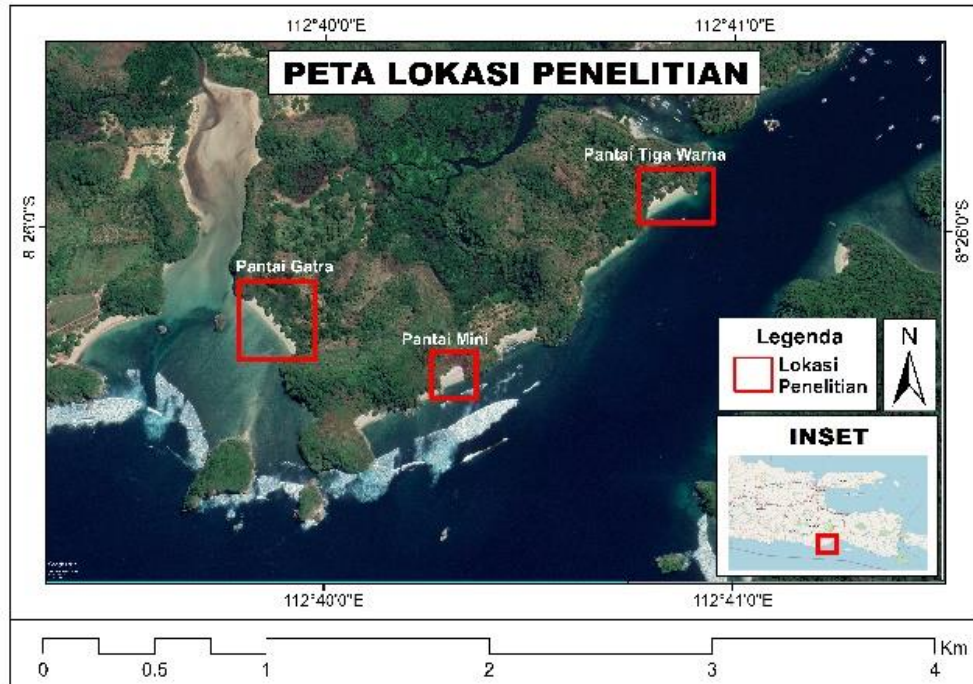 112°40'0"E
112°41'0"E
PETA LOKASI PENELITIAN
Pantai Tiga Warna
8°26'0"S
8°26'0"S
Pantai Gatra
Pantai Mini
Legenda
Lokasi
Penelitian
N
INSET
112°40'0"E
112°41'0"E
Km
0
0.5
1
2
3
4